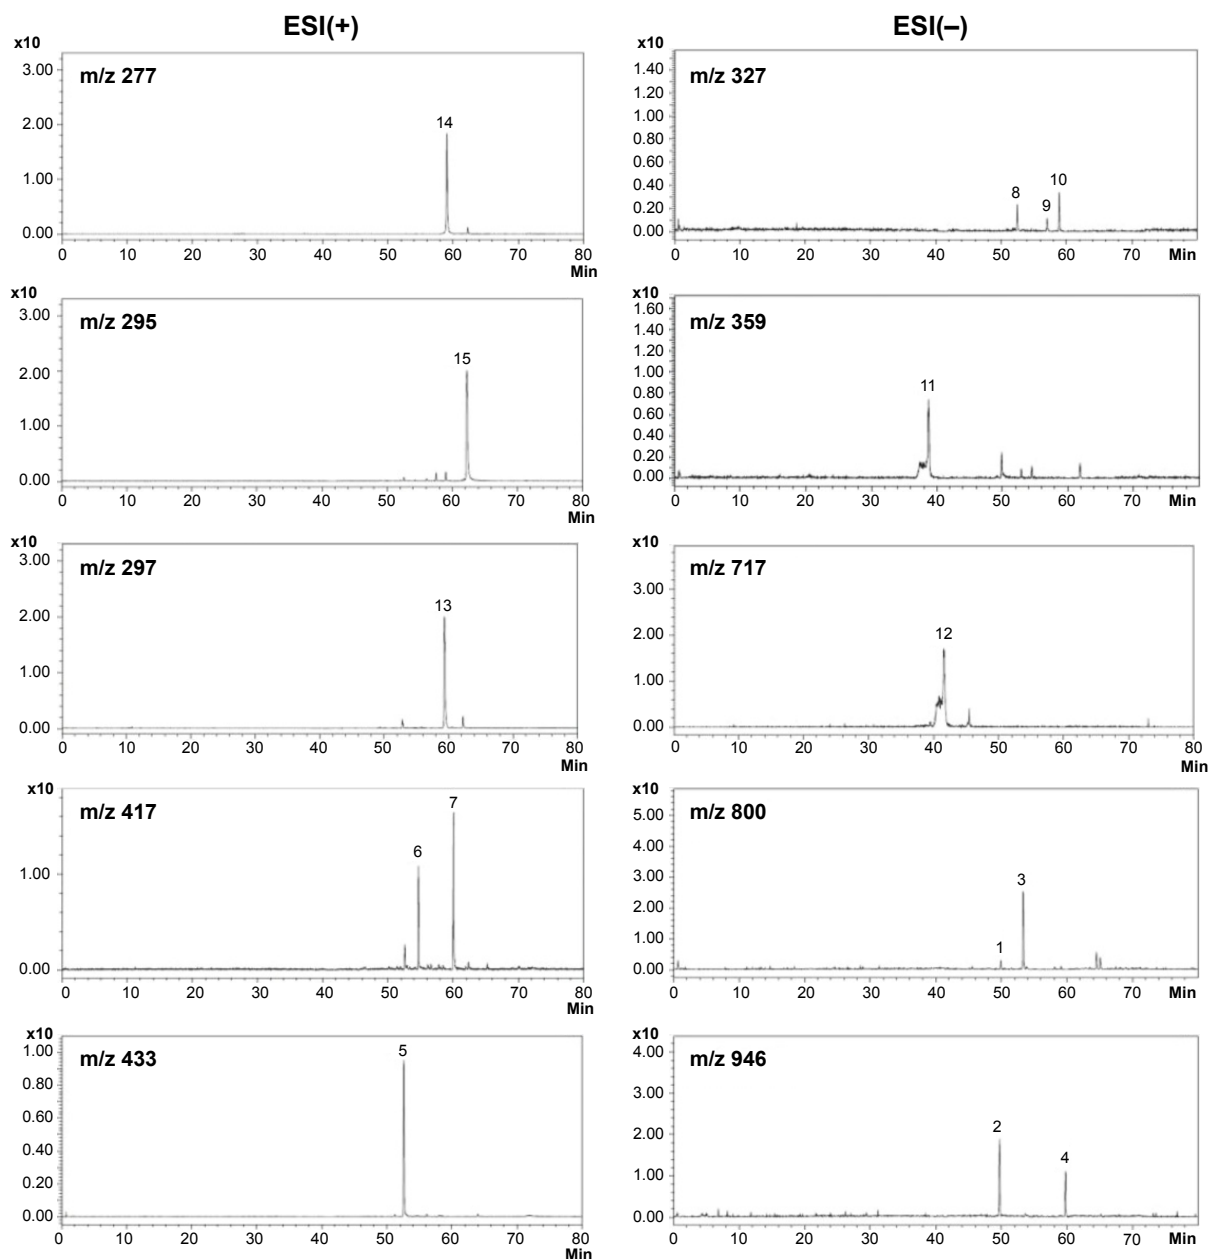 ESI(+)
x10
m/z 277
3.00
2.00
1.00
0.00
14
0 10 20 30 40 50 60 70 80
Min
x10
m/z 295
3.00
2.00
1.00
0.00
15
0 10 20 30 40 50 60 70 80
Min
x10
m/z 297
3.00
2.00
1.00
0.00
13
0 10 20 30 40 50 60 70 80
Min
x10
m/z 417
1.00
0.00
6
7
0 10 20 30 40 50 60 70 80
Min
x10
m/z 433
1.00
0.80
0.60
0.40
0.20
0.00
5
0 10 20 30 40 50 60 70 80
Min
ESI(–)
x10
m/z 327
1.40
1.20
1.00
0.80
0.60
0.40
0.20
0.00
8
9
10
0 10 20 30 40 50 60 70 Min
x10
m/z 359
1.60
1.40
1.20
1.00
0.80
0.60
0.40
0.20
0.00
11
0 10 20 30 40 50 60 70 Min
m/z 717
3.00
2.00
1.00
0.00
12
0 10 20 30 40 50 60 70 80
Min
x10
m/z 800
5.00
4.00
3.00
2.00
1.00
0.00
1
3
0 10 20 30 40 50 60 70 Min
x10
m/z 946
4.00
3.00
2.00
1.00
0.00
2
4
0 10 20 30 40 50 60 70 Min